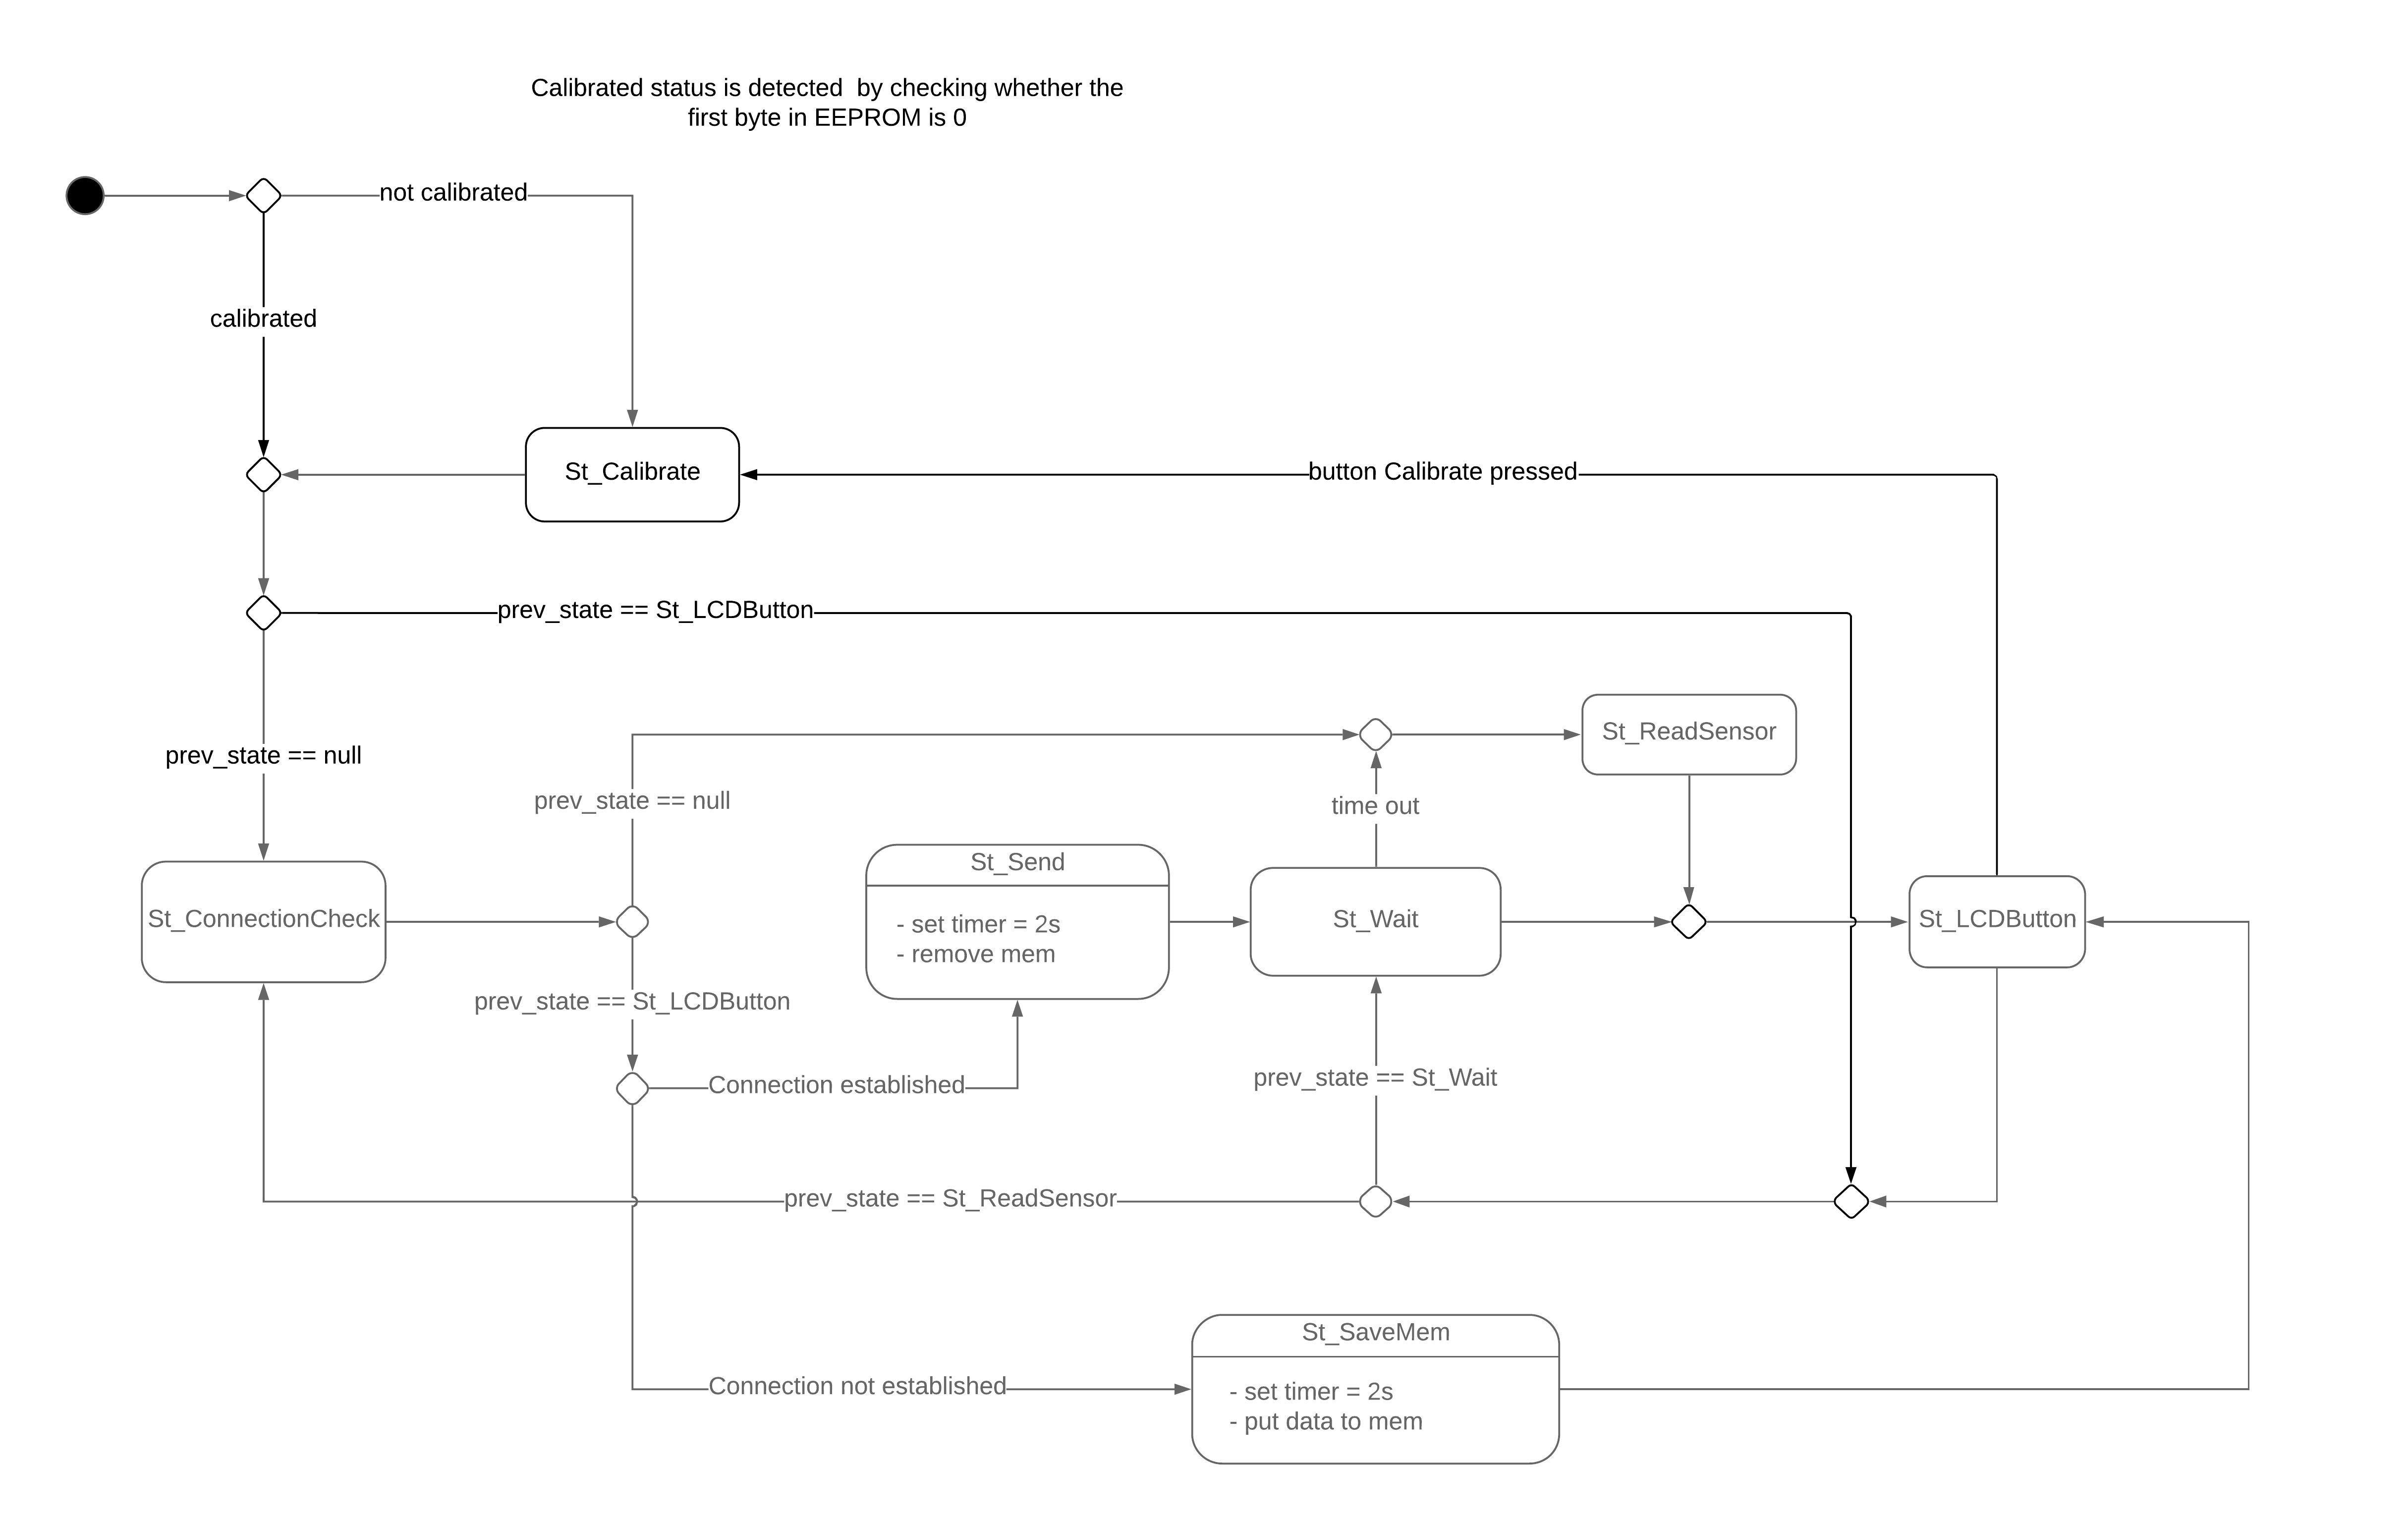 Calibrated status is detected  by checking whether the
first byte in EEPROM is 0
not calibrated
calibrated
St_Calibrate
button Calibrate pressed
prev_state == St_LCDButton
prev_state == null
St_ReadSensor
prev_state == null
time out
St_Send
- set timer = 2s
- remove mem
St_ConnectionCheck
St_Wait
St_LCDButton
prev_state == St_LCDButton
Connection established
prev_state == St_Wait
prev_state == St_ReadSensor
St_SaveMem
- set timer = 2s
- put data to mem
Connection not established